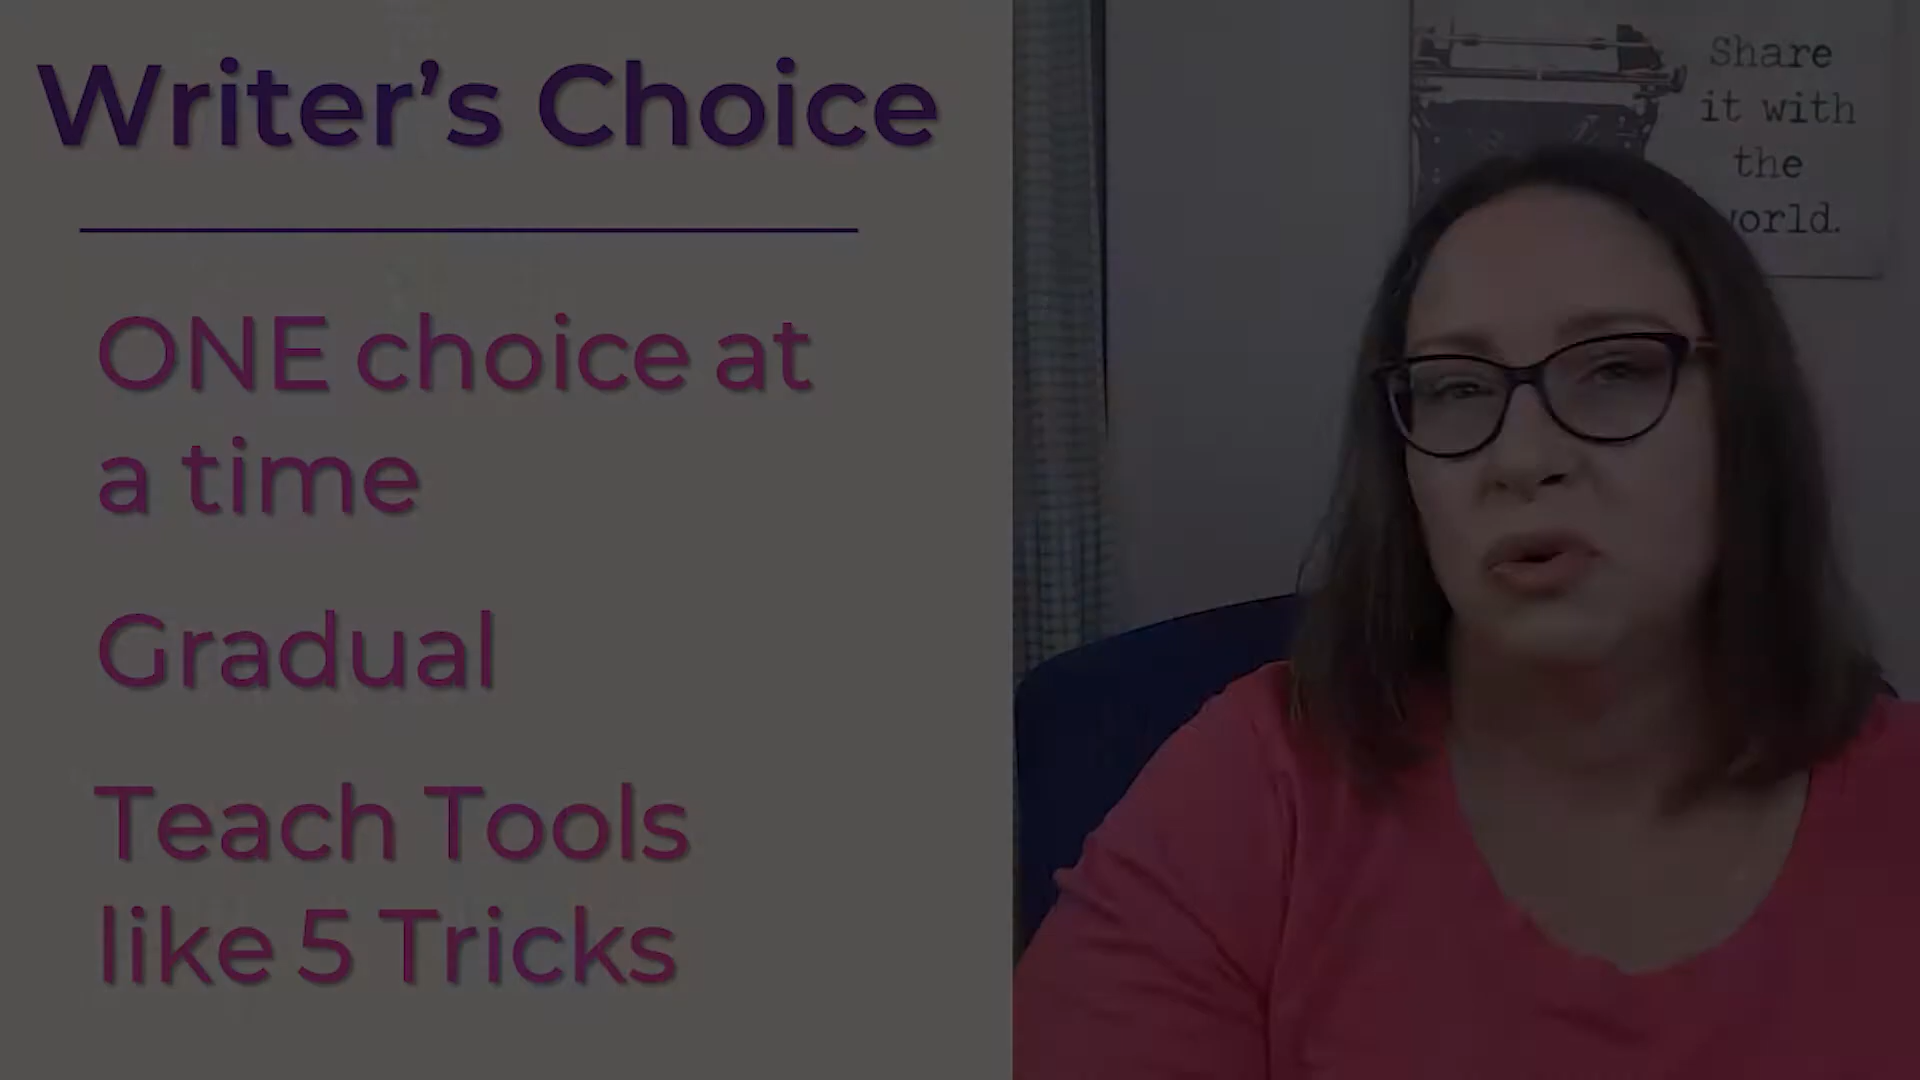 Writer's Choice
ONE choice at
a time
Gradual
Teach Tools
like 5 Tricks
Share
it with
the
world.